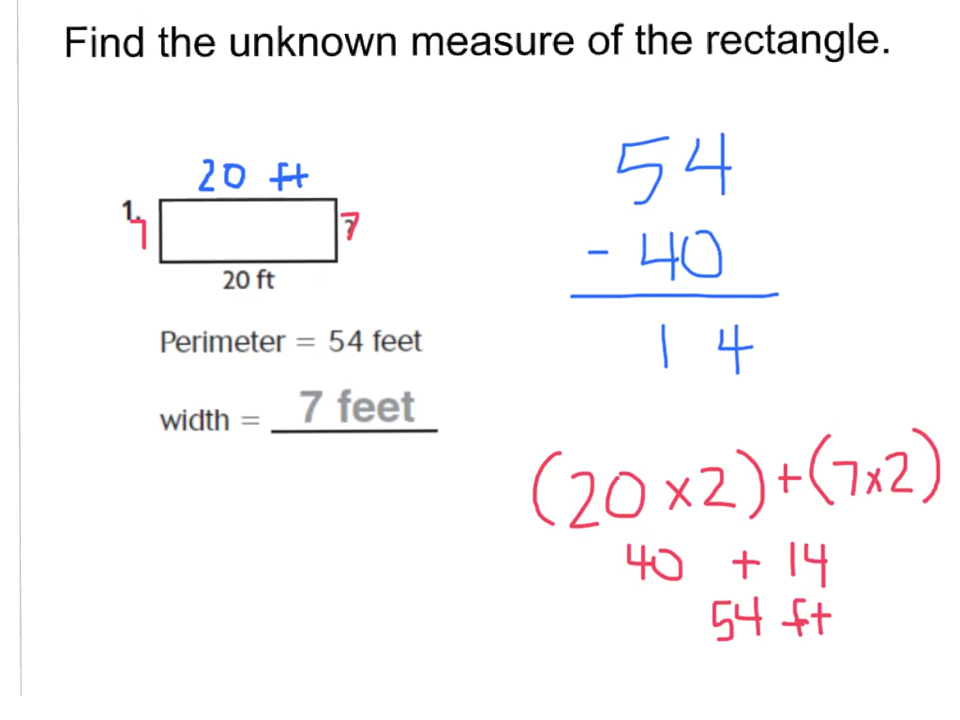 Find the unknown measure of the rectangle.
20 ft
1.
7
7
20 ft
Perimeter = 54 feet
width = 7 feet
54
- 40
14
(20 x 2) + (7 x 2)
40 + 14
54 ft